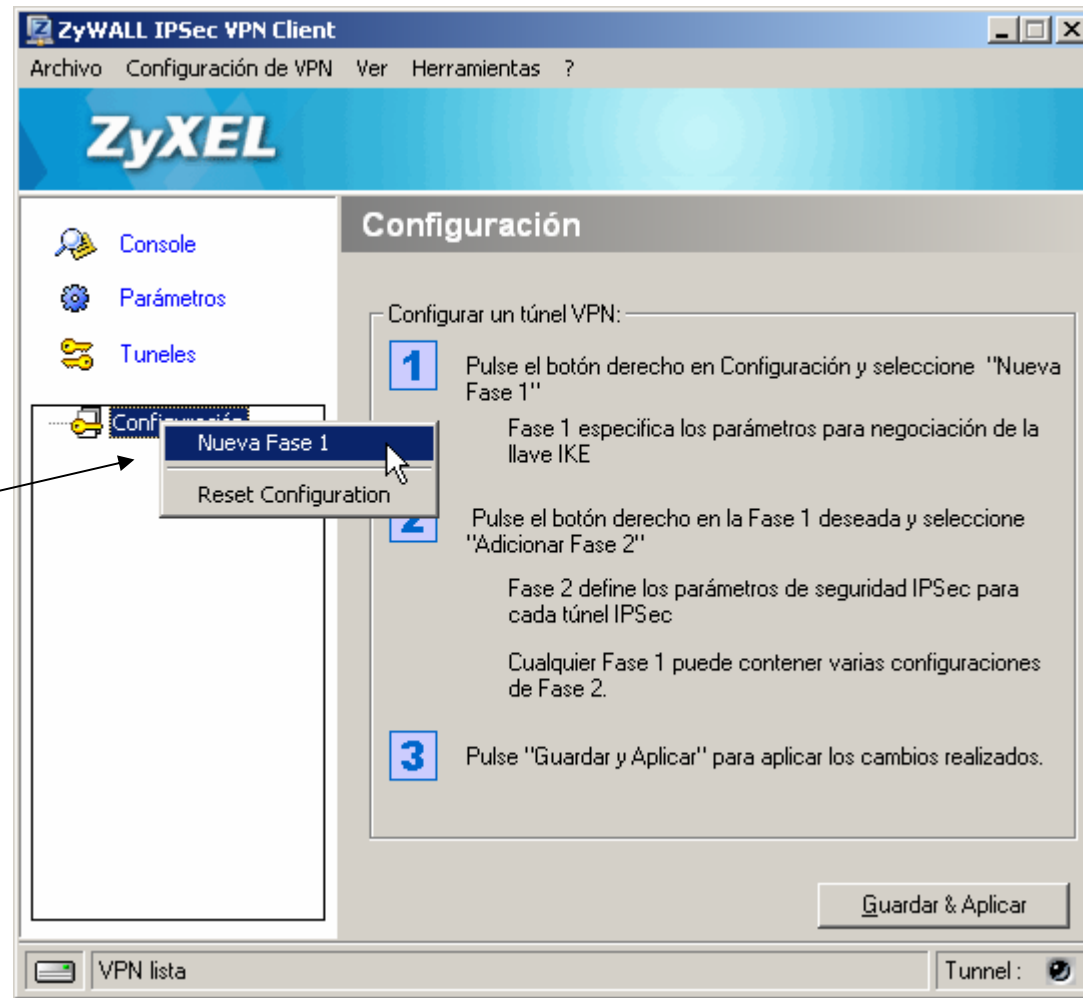 ZyWALL IPSec VPN Client
Archivo Configuración de VPN Ver Herramientas ?
ZyXEL
Console
Parámetros
Tuneles
Configuración
Nueva Fase 1
Reset Configuration
Configuración
Configurar un túnel VPN:
1
Pulse el botón derecho en Configuración y seleccione "Nueva
Fase 1"
Fase 1 especifica los parámetros para negociación de la
llave IKE
2
Pulse el botón derecho en la Fase 1 deseada y seleccione
"Adicionar Fase 2"
Fase 2 define los parámetros de seguridad IPSec para
cada túnel IPSec
Cualquier Fase 1 puede contener varias configuraciones
de Fase 2.
3
Pulse "Guardar y Aplicar" para aplicar los cambios realizados.
Guardar & Aplicar
VPN lista
Tunnel :